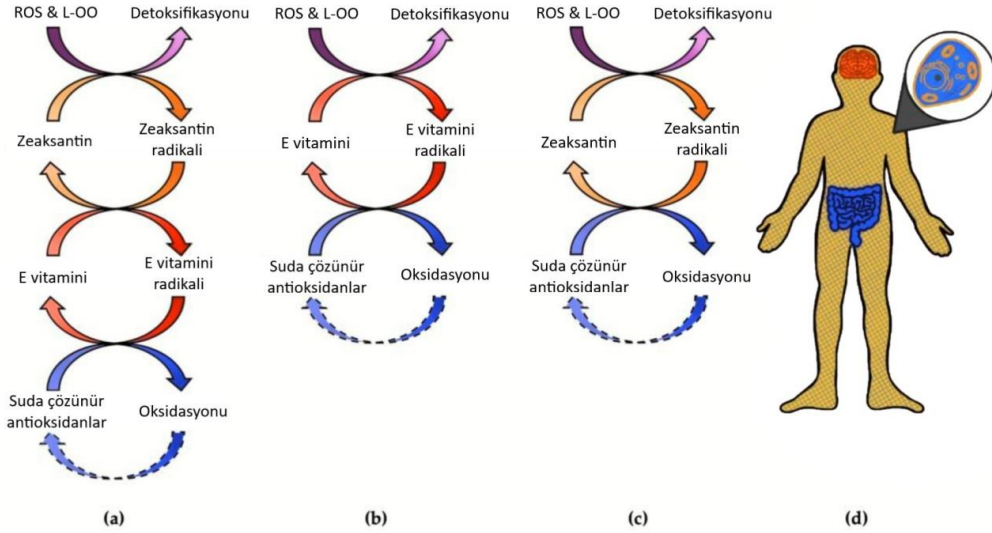 ROS & L-OO
Detoksifikasyonu
Zeaksantin
Zeaksantin
radikali
E vitamini
E vitamini
radikali
Suda çözünür
antioksidanlar
Oksidasyonu
(a)
ROS & L-OO
Detoksifikasyonu
E vitamini
E vitamini
radikali
Suda çözünür
antioksidanlar
Oksidasyonu
(b)
ROS & L-OO
Detoksifikasyonu
Zeaksantin
Zeaksantin
radikali
Suda çözünür
antioksidanlar
Oksidasyonu
(c)
(d)